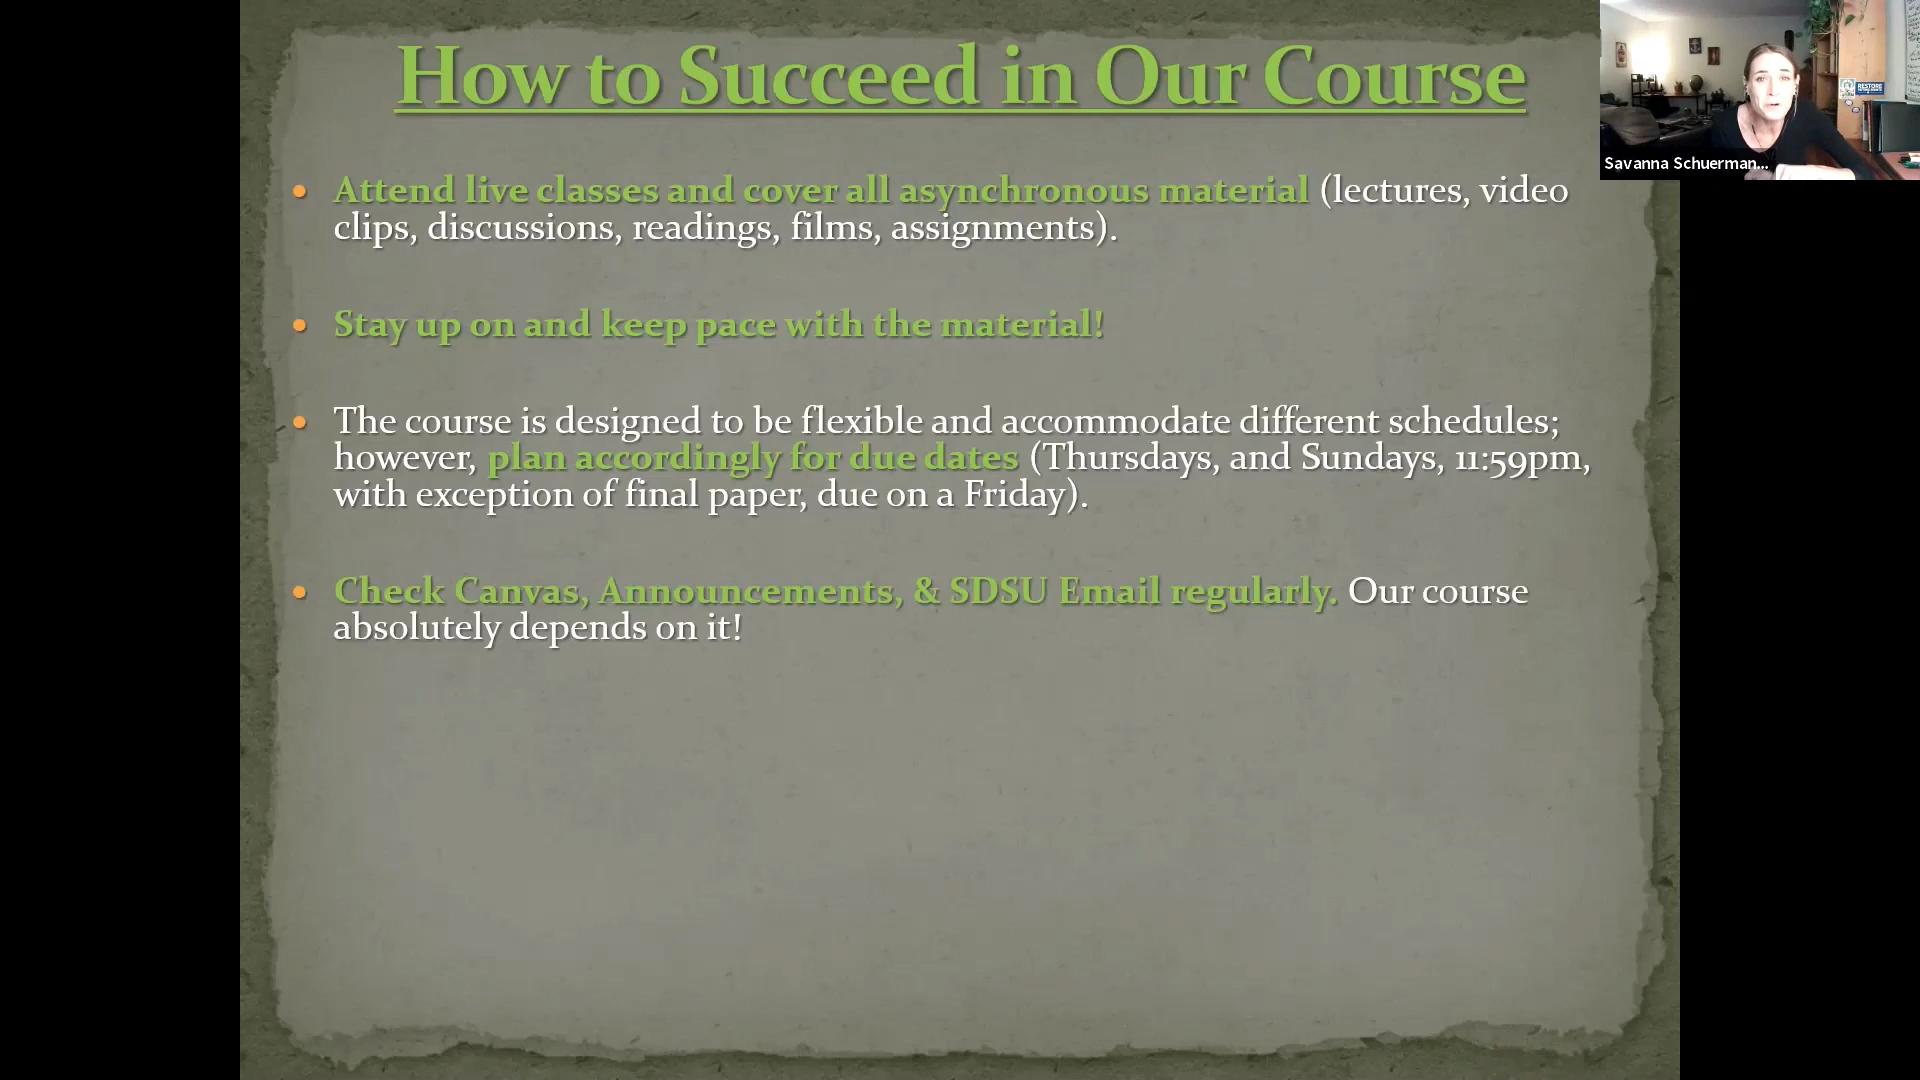 How to Succeed in Our Course
• Attend live classes and cover all asynchronous material (lectures, video
clips, discussions, readings, films, assignments).
• Stay up on and keep pace with the material!
• The course is designed to be flexible and accommodate different schedules;
however, plan accordingly for due dates (Thursdays, and Sundays, 11:59pm,
with exception of final paper, due on a Friday).
• Check Canvas, Announcements, & SDSU Email regularly. Our course
absolutely depends on it!
RESTORE
Savanna Schuerman...